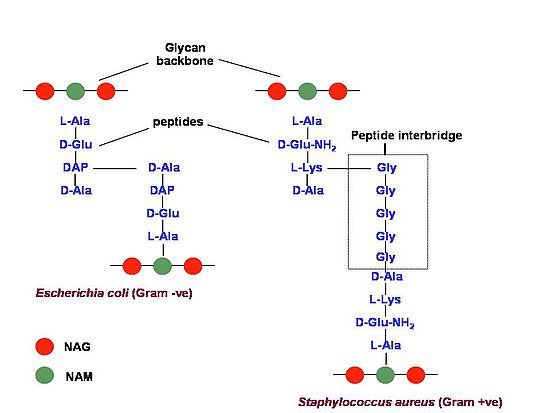 Glycan
backbone
L-Ala
D-Glu
DAP
D-Ala
peptides
L-Ala
D-Glu-NH2
L-Lys
D-Ala
Peptide interbridge
D-Ala
DAP
D-Glu
L-Ala
Gly
Gly
Gly
Gly
Gly
D-Ala
L-Lys
D-Glu-NH2
L-Ala
Escherichia coli (Gram -ve)
NAG
NAM
Staphylococcus aureus (Gram +ve)